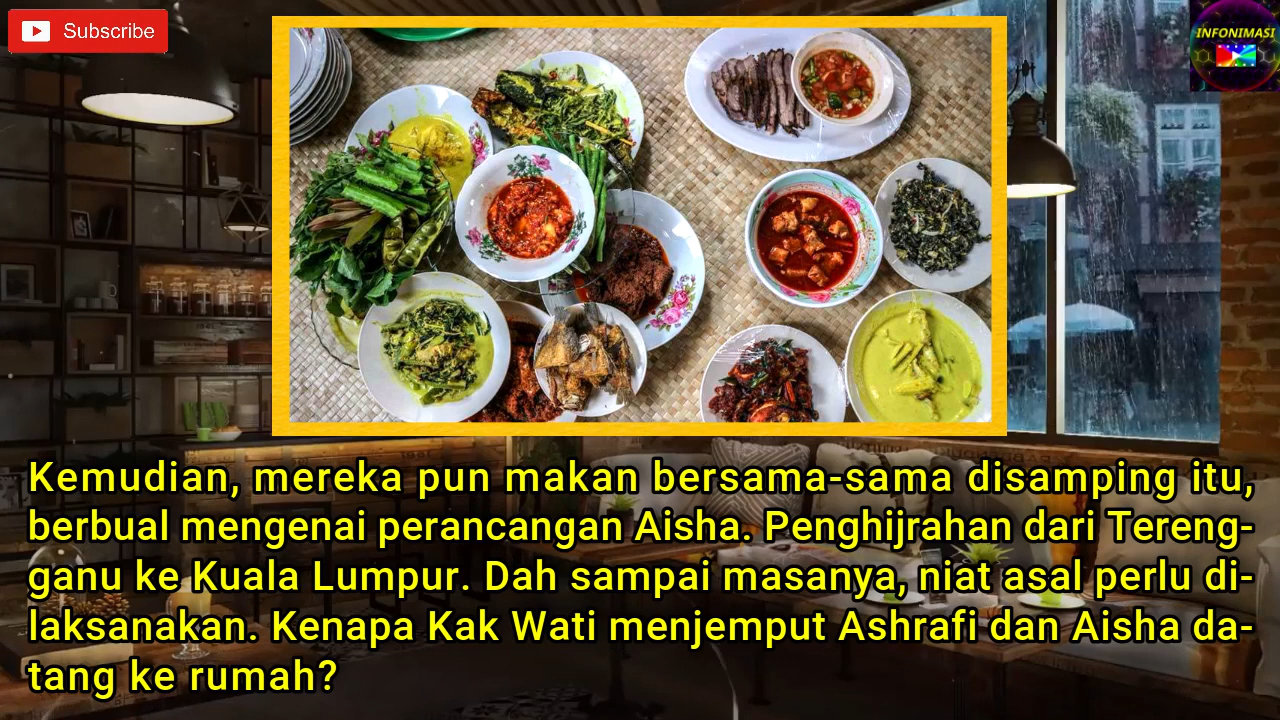 Subscribe
INFONIMASI
Kemudian, mereka pun makan bersama-sama disamping itu,
berbual mengenai perancangan Aisha. Penghijrahan dari Tereng-
ganu ke Kuala Lumpur. Dah sampai masanya, niat asal perlu di-
laksanakan. Kenapa Kak Wati menjemput Ashrafi dan Aisha da-
tang ke rumah?